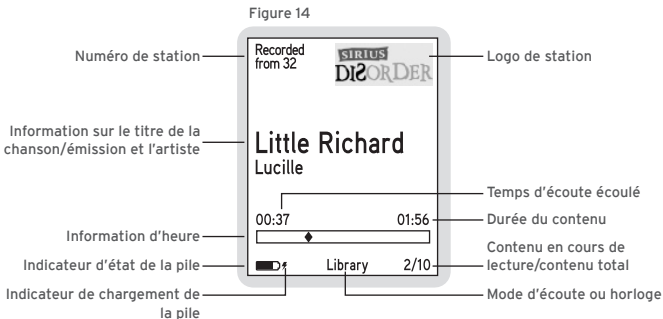 Figure 14
Numéro de station
Recorded
from 32
SIRIUS
DISORDER
Logo de station
Information sur le titre de la
chanson/émission et l'artiste
Little Richard
Lucille
Temps d'écoute écoulé
00:37
01:56
Durée du contenu
Information d'heure
Indicateur d'état de la pile
Library
2/10
Contenu en cours de
lecture/contenu total
Indicateur de chargement de
la pile
Mode d'écoute ou horloge